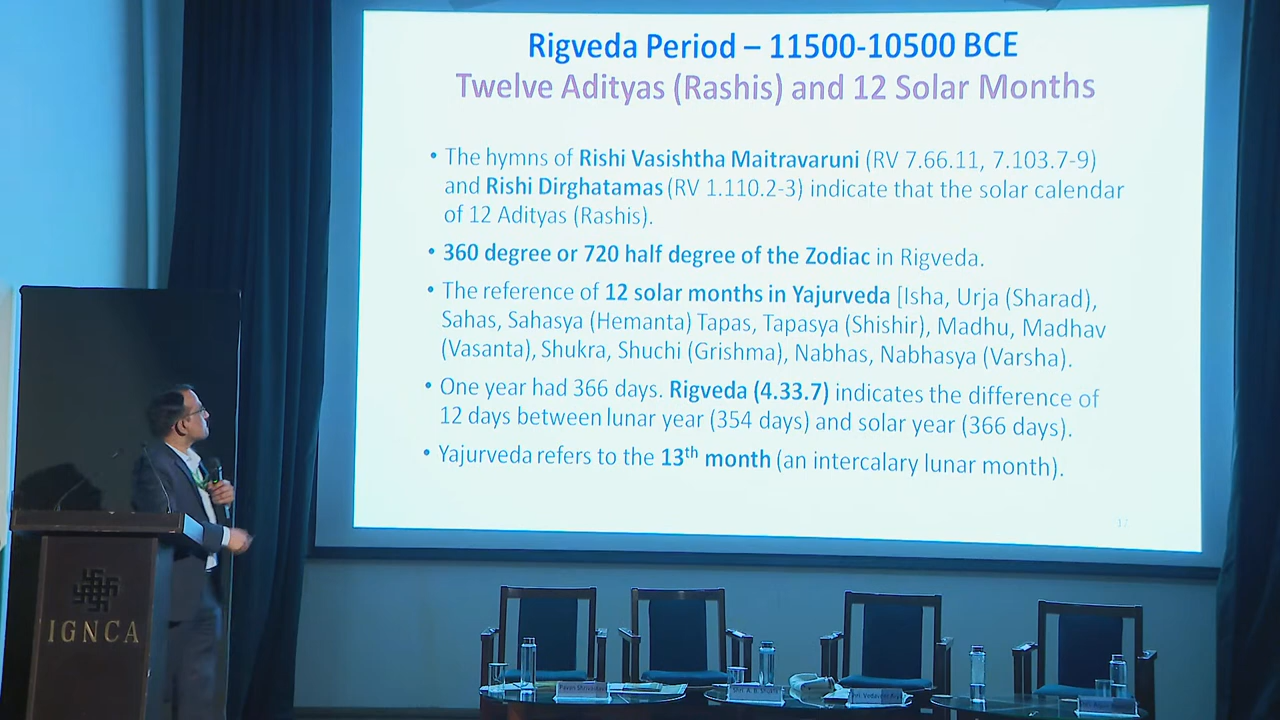 Rigveda Period – 11500-10500 BCE
Twelve Adityas (Rashis) and 12 Solar Months
• The hymns of Rishi Vasishtha Maitravaruni (RV 7.66.11, 7.103.7-9)
and Rishi Dirghatamas (RV 1.110.2-3) indicate that the solar calendar
of 12 Adityas (Rashis).
• 360 degree or 720 half degree of the Zodiac in Rigveda.
• The reference of 12 solar months in Yajurveda [Isha, Urja (Sharad),
Sahas, Sahasya (Hemanta) Tapas, Tapasya (Shishir), Madhu, Madhav
(Vasanta), Shukra, Shuchi (Grishma), Nabhas, Nabhasya (Varsha).
• One year had 366 days. Rigveda (4.33.7) indicates the difference of
12 days between lunar year (354 days) and solar year (366 days).
• Yajurveda refers to the 13th month (an intercalary lunar month).
IGNCA